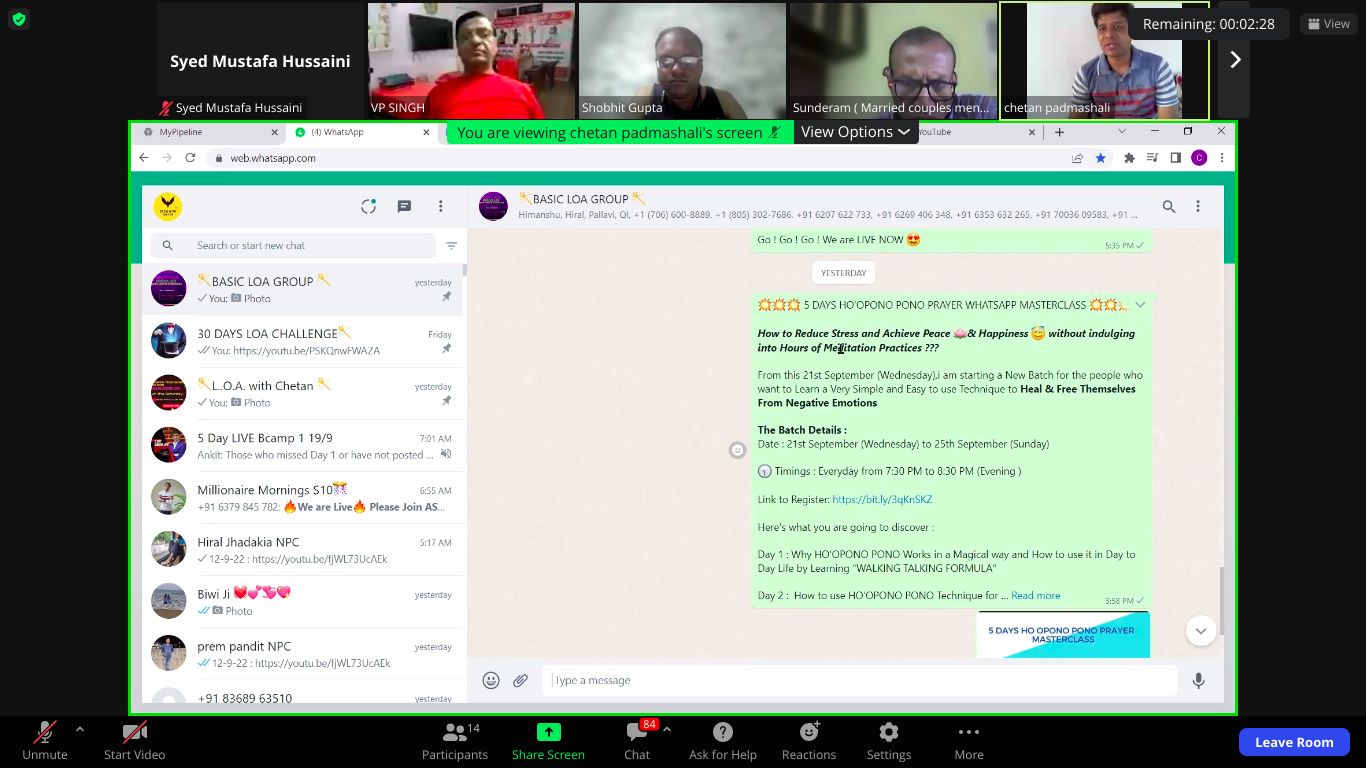 Syed Mustafa Hussaini
Syed Mustafa Hussaini
VP SINGH
Shobhit Gupta
Sunderam ( Married couples men...
chetan padmashali
Remaining: 00:02:28
View
MyPipeline
(4) WhatsApp
You are viewing chetan padmashali's screen
View Options
YouTube
web.whatsapp.com
C
Search or start new chat
BASIC LOA GROUP
yesterday
You: Photo
30 DAYS LOA CHALLENGE
Friday
You: https://youtu.be/PSKQnwFWAZA
L..O.A. with Chetan
yesterday
You: Photo
5 Day LIVE Bcamp 1 19/9
7:01 AM
Ankit: Those who missed Day 1 or have not posted ...
Millionaire Mornings S10
6:55 AM
+91 6379 845 782: 🔥We are Live🔥 Please Join AS...
Hiral Jhadakia NPC
5:17 AM
12-9-22 : https://youtu.be/fjWL73UcAEk
Biwi Ji
yesterday
Photo
prem pandit NPC
yesterday
12-9-22 : https://youtu.be/fjWL73UcAEk
+91 83689 63510
yesterday
BASIC LOA GROUP
Himanshu, Hiral, Pallavi, QI, +1 (706) 600-8889, +1 (805) 302-7686, +91 6207 622 733, +91 6269 406 348, +91 6353 632 265, +91 70036 09583, +91 ...
Go ! Go ! Go ! We are LIVE NOW 😍
5:35 PM
YESTERDAY
💥💥💥 5 DAYS HO'OPONO PONO PRAYER WHATSAPP MASTERCLASS 💥💥
How to Reduce Stress and Achieve Peace 🪷& Happiness 😇 without indulging
into Hours of Meditation Practices ???
From this 21st September (Wednesday),i am starting a New Batch for the people who
want to Learn a Very Simple and Easy to use Technique to Heal & Free Themselves
From Negative Emotions
The Batch Details :
Date : 21st September (Wednesday) to 25th September (Sunday)
Timings : Everyday from 7:30 PM to 8:30 PM (Evening )
Link to Register: https://bit.ly/3qKnSKZ
Here's what you are going to discover :
Day 1 : Why HO'OPONO PONO Works in a Magical way and How to use it in Day to
Day Life by Learning "WALKING TALKING FORMULA"
Day 2 : How to use HO'OPONO PONO Technique for ... Read more
3:58 PM
5 DAYS HO OPONO PONO PRAYER
MASTERCLASS
Type a message
Unmute
Start Video
Participants
14
Share Screen
Chat
84
Ask for Help
Reactions
Settings
More
Leave Room